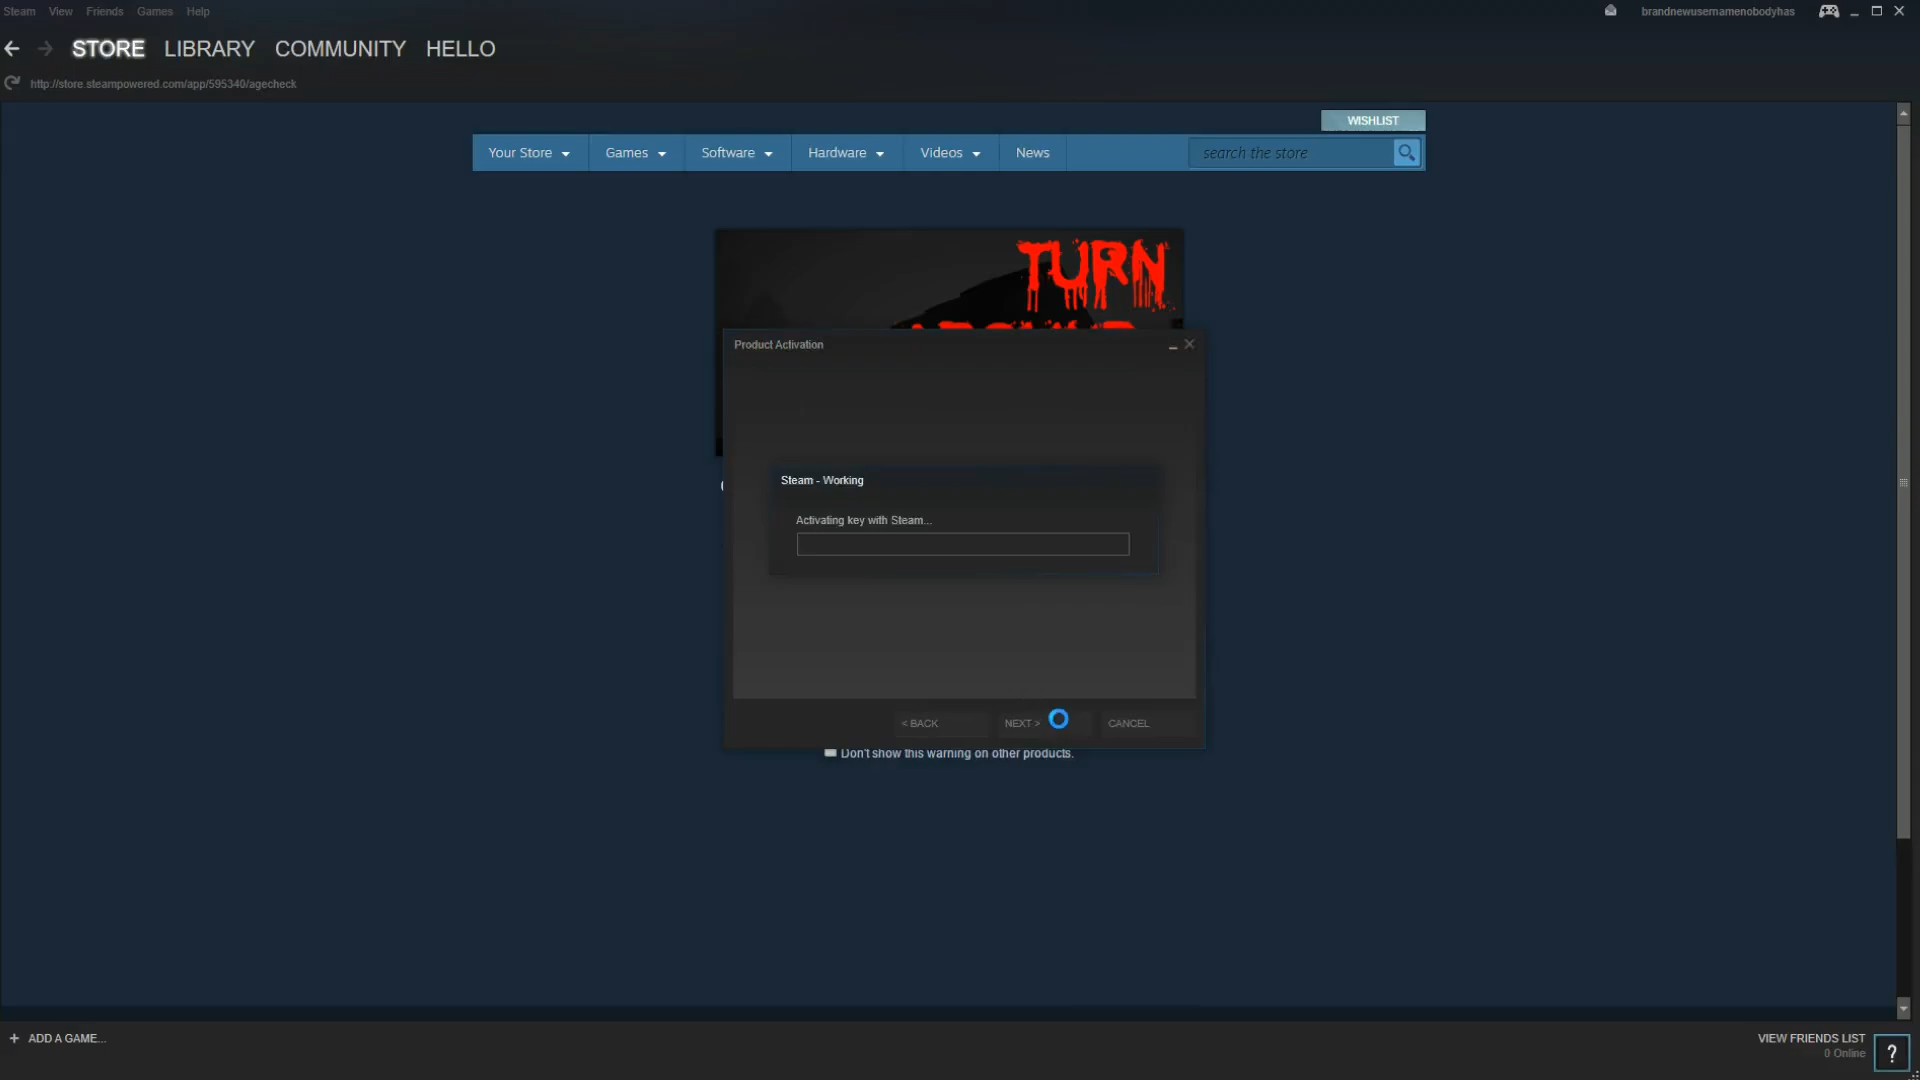 Steam View Friends Games Help
brandnewusernamenobodyhas
STORE LIBRARY COMMUNITY HELLO
http://store.steampowered.com/app/595340/agecheck
WISHLIST
Your Store Games Software Hardware Videos News search the store
TURN
Product Activation
Steam - Working
Activating key with Steam...
< BACK NEXT > CANCEL
Don't show this warning on other products.
+ ADD A GAME...
VIEW FRIENDS LIST
0 Online
?